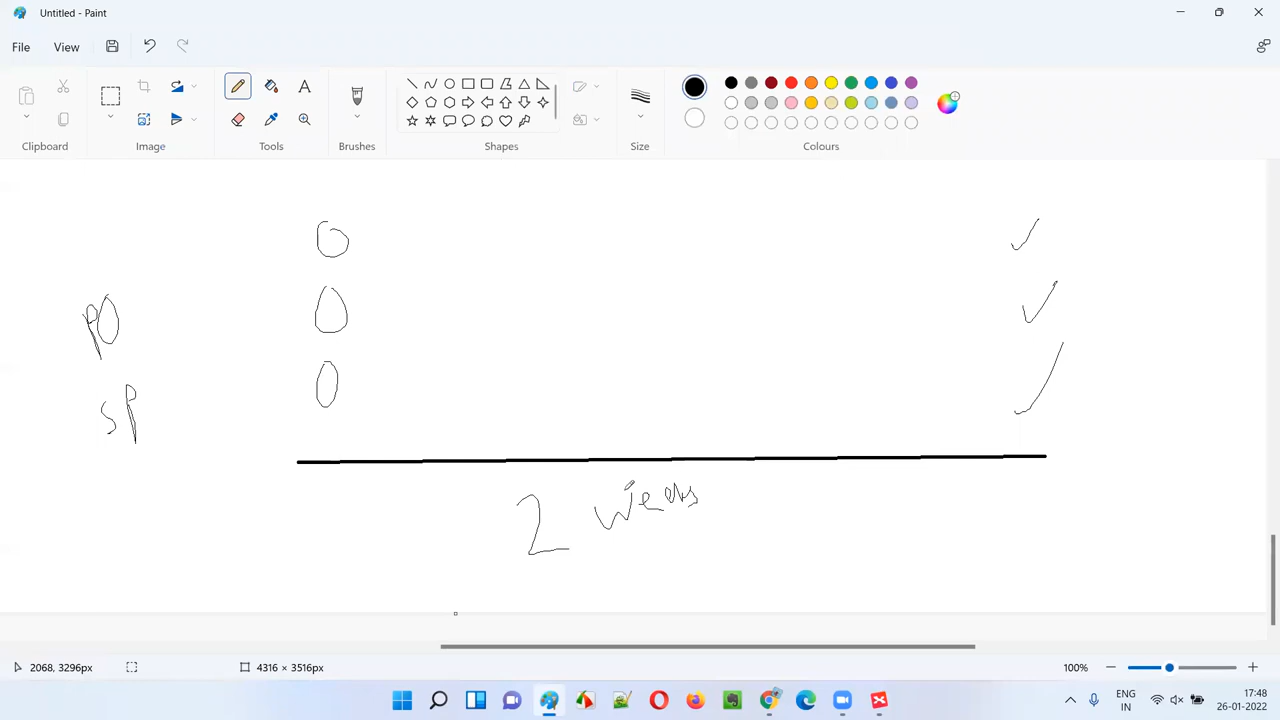 Untitled - Paint
File View
Clipboard Image Tools Brushes Shapes Size Colours
A
PO
SP
2 weeks
2068, 3296px 4316 × 3516px 100%
ENG
IN
17:48
26-01-2022